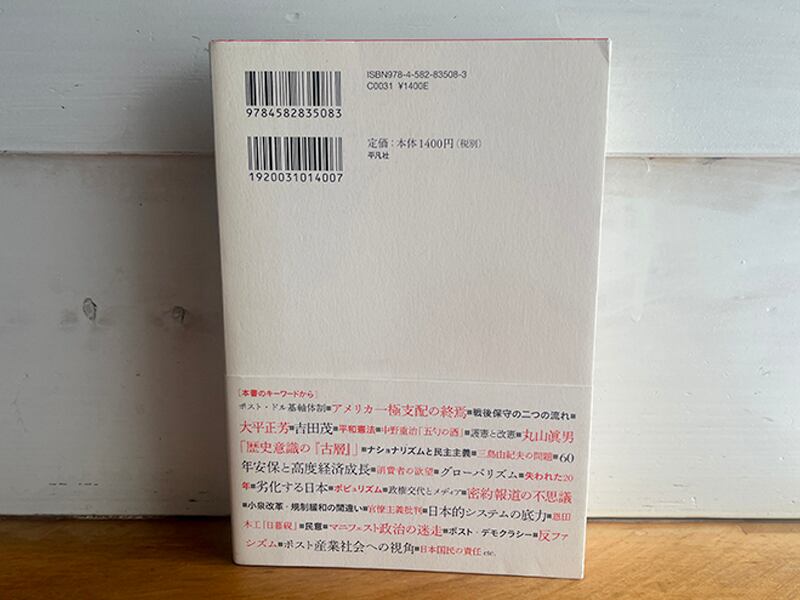 ISBN978-4-582-83508-3
C0031 ¥1400E
9784582835083
定価：本体1400円（税別）
平凡社
1920031014007
［本書のキーワードから］
ポスト・ドル基軸体制■アメリカ一極支配の終焉■戦後保守の二つの流れ■
大平正芳■吉田茂■平和憲法■中野重治「五勺の酒」■護憲と改憲■丸山眞男
「歴史意識の『古層』」■ナショナリズムと民主主義■三島由紀夫の問題■60
年安保と高度経済成長■消費者の欲望■グローバリズム■失われた20
年■劣化する日本■ポピュリズム■政権交代とメディア■密約報道の不思議
■小泉改革・規制緩和の間違い■官僚主義批判■日本的システムの底力■恩田
木工「日暮硯」■民意■マニフェスト政治の迷走■ポスト・デモクラシー■反ファ
シズム■ポスト産業社会への視角■日本国民の責任 etc.